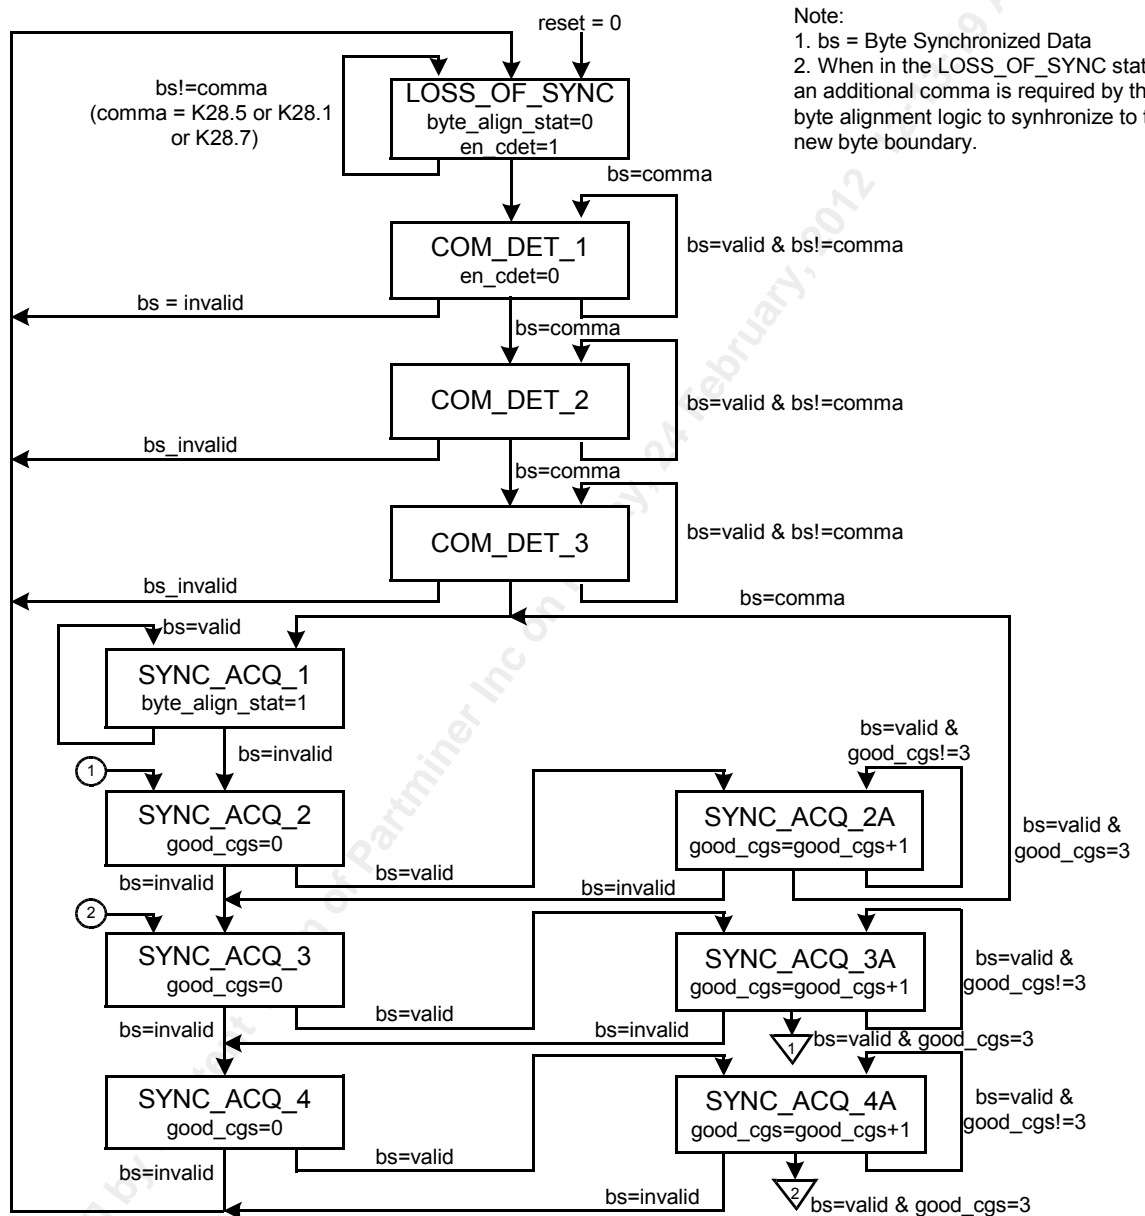 reset = 0
Note:
1. bs = Byte Synchronized Data
2. When in the LOSS_OF_SYNC stat
an additional comma is required by th
byte alignment logic to synhronize to t
new byte boundary.
bs!=comma
(comma = K28.5 or K28.1
or K28.7)
LOSS_OF_SYNC
byte_align_stat=0
en_cdet=1
bs=comma
COM_DET_1
en_cdet=0
bs=valid & bs!=comma
bs = invalid
bs=comma
COM_DET_2
bs=valid & bs!=comma
bs_invalid
bs=comma
COM_DET_3
bs=valid & bs!=comma
bs_invalid
bs=comma
bs=valid
SYNC_ACQ_1
byte_align_stat=1
bs=invalid
bs=valid &
good_cgs!=3
1
SYNC_ACQ_2
good_cgs=0
SYNC_ACQ_2A
good_cgs=good_cgs+1
bs=valid &
good_cgs=3
bs=invalid
bs=valid
bs=invalid
2
SYNC_ACQ_3
good_cgs=0
SYNC_ACQ_3A
good_cgs=good_cgs+1
bs=valid &
good_cgs!=3
bs=invalid
bs=valid
bs=invalid
1
bs=valid & good_cgs=3
SYNC_ACQ_4
good_cgs=0
SYNC_ACQ_4A
good_cgs=good_cgs+1
bs=valid &
good_cgs!=3
bs=invalid
bs=valid
bs=invalid
2
bs=valid & good_cgs=3
of Partminer Inc on
24 February, 2012